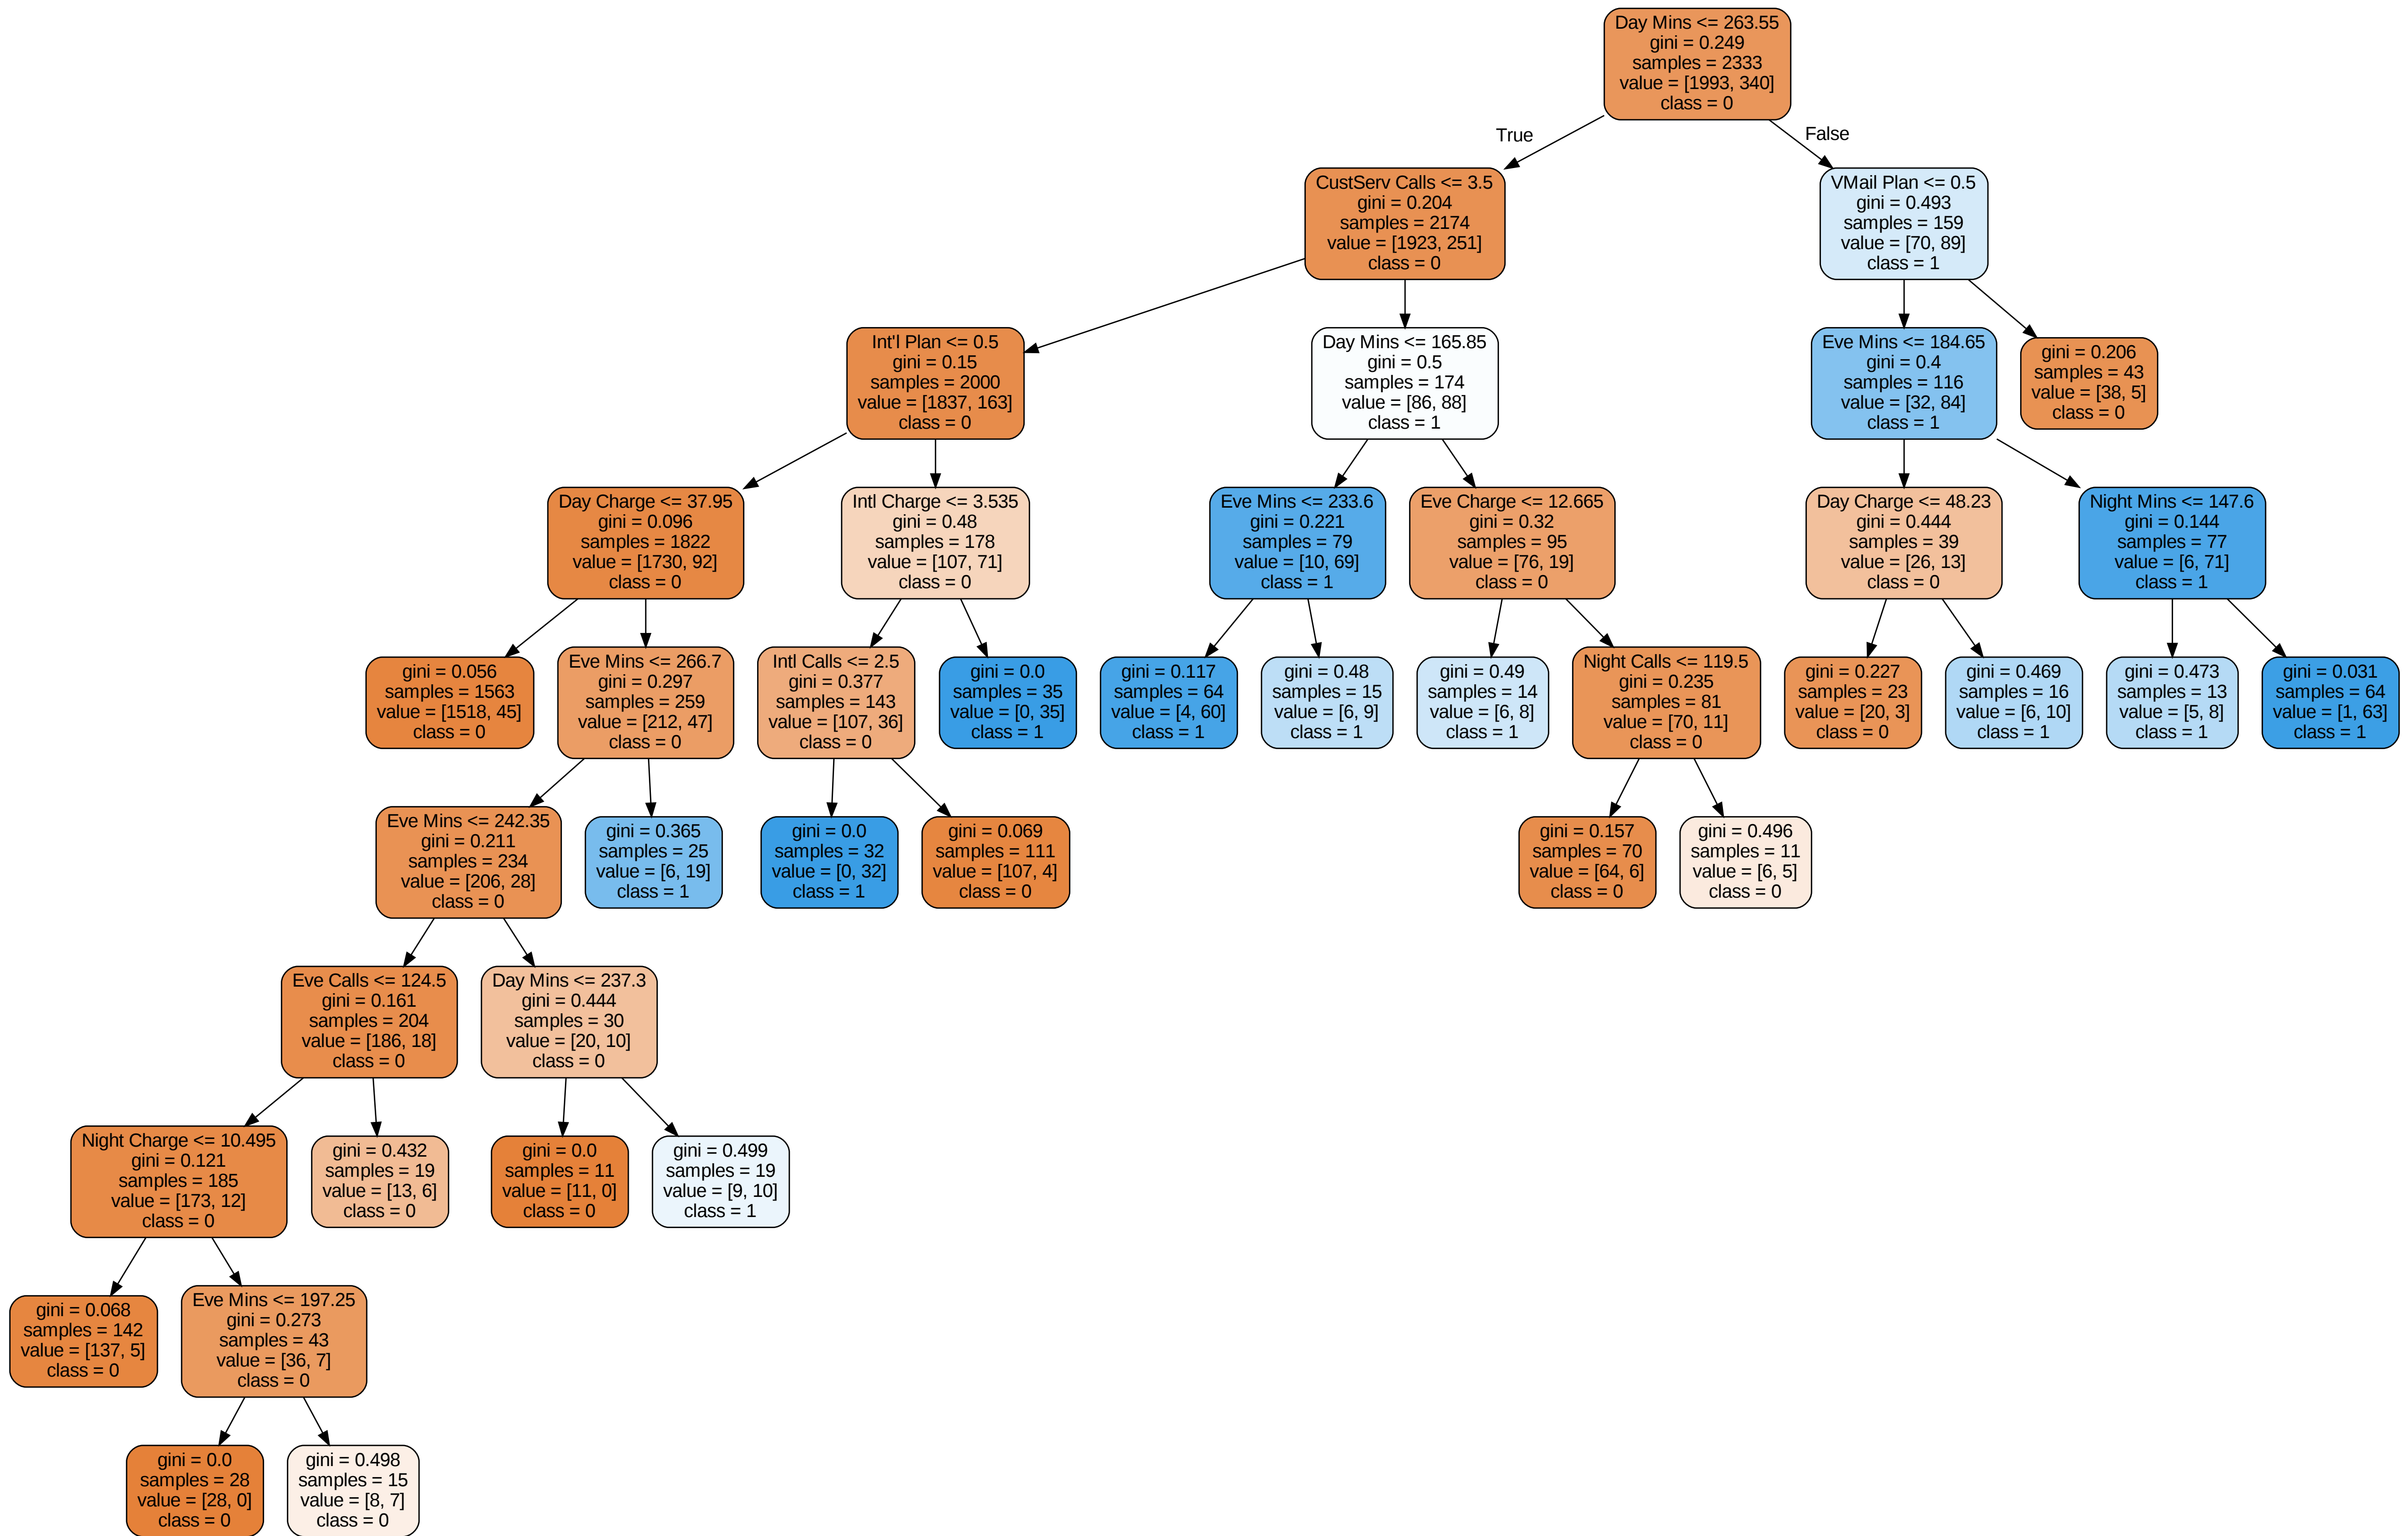 Day Mins <= 263.55
gini = 0.249
samples = 2333
value = [1993, 340]
class = 0
True
False
CustServ Calls <= 3.5
gini = 0.204
samples = 2174
value = [1923, 251]
class = 0
VMail Plan <= 0.5
gini = 0.493
samples = 159
value = [70, 89]
class = 1
Int'l Plan <= 0.5
gini = 0.15
samples = 2000
value = [1837, 163]
class = 0
Day Mins <= 165.85
gini = 0.5
samples = 174
value = [86, 88]
class = 1
Eve Mins <= 184.65
gini = 0.4
samples = 116
value = [32, 84]
class = 1
gini = 0.206
samples = 43
value = [38, 5]
class = 0
Day Charge <= 37.95
gini = 0.096
samples = 1822
value = [1730, 92]
class = 0
Intl Charge <= 3.535
gini = 0.48
samples = 178
value = [107, 71]
class = 0
Eve Mins <= 233.6
gini = 0.221
samples = 79
value = [10, 69]
class = 1
Eve Charge <= 12.665
gini = 0.32
samples = 95
value = [76, 19]
class = 0
Day Charge <= 48.23
gini = 0.444
samples = 39
value = [26, 13]
class = 0
Night Mins <= 147.6
gini = 0.144
samples = 77
value = [6, 71]
class = 1
gini = 0.056
samples = 1563
value = [1518, 45]
class = 0
Eve Mins <= 266.7
gini = 0.297
samples = 259
value = [212, 47]
class = 0
Intl Calls <= 2.5
gini = 0.377
samples = 143
value = [107, 36]
class = 0
gini = 0.0
samples = 35
value = [0, 35]
class = 1
gini = 0.117
samples = 64
value = [4, 60]
class = 1
gini = 0.48
samples = 15
value = [6, 9]
class = 1
gini = 0.49
samples = 14
value = [6, 8]
class = 1
Night Calls <= 119.5
gini = 0.235
samples = 81
value = [70, 11]
class = 0
gini = 0.227
samples = 23
value = [20, 3]
class = 0
gini = 0.469
samples = 16
value = [6, 10]
class = 1
gini = 0.473
samples = 13
value = [5, 8]
class = 1
gini = 0.031
samples = 64
value = [1, 63]
class = 1
Eve Mins <= 242.35
gini = 0.211
samples = 234
value = [206, 28]
class = 0
gini = 0.365
samples = 25
value = [6, 19]
class = 1
gini = 0.0
samples = 32
value = [0, 32]
class = 1
gini = 0.069
samples = 111
value = [107, 4]
class = 0
gini = 0.157
samples = 70
value = [64, 6]
class = 0
gini = 0.496
samples = 11
value = [6, 5]
class = 0
Eve Calls <= 124.5
gini = 0.161
samples = 204
value = [186, 18]
class = 0
Day Mins <= 237.3
gini = 0.444
samples = 30
value = [20, 10]
class = 0
Night Charge <= 10.495
gini = 0.121
samples = 185
value = [173, 12]
class = 0
gini = 0.432
samples = 19
value = [13, 6]
class = 0
gini = 0.0
samples = 11
value = [11, 0]
class = 0
gini = 0.499
samples = 19
value = [9, 10]
class = 1
gini = 0.068
samples = 142
value = [137, 5]
class = 0
Eve Mins <= 197.25
gini = 0.273
samples = 43
value = [36, 7]
class = 0
gini = 0.0
samples = 28
value = [28, 0]
class = 0
gini = 0.498
samples = 15
value = [8, 7]
class = 0